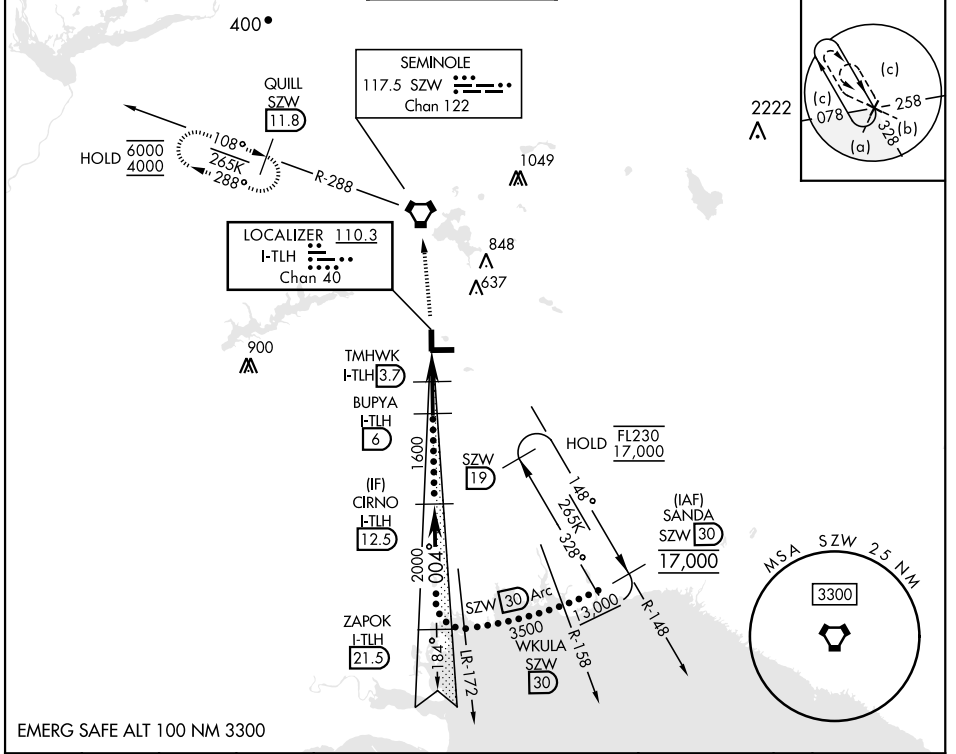 400
SEMINOLE
117.5 SZW
Chan 122
QUILL
SZW
11.8
108°
265K
288°
HOLD 6000
4000
R-288
(c)
(c)
078
258
328
(b)
(a)
2222
1049
LOCALIZER 110.3
I-TLH
Chan 40
848
637
900
TMHWK
I-TLH 3.7
BUPYA
I-TLH
6
1600
(IF)
CIRNO
I-TLH
12.5
2000
004°
ZAPOK
I-TLH
21.5
184°
SZW
19
HOLD FL230
17,000
148°
265K
328°
(IAF)
SANDA
SZW 30
17,000
SZW 30 Arc
13,000
3500
WKULA
SZW
30
LR-172
R-158
R-148
MSA SZW 25 NM
3300
EMERG SAFE ALT 100 NM 3300